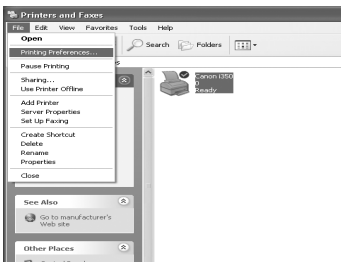 Printers and Faxes
File Edit View Favorites Tools Help
Search Folders
Open
Printing Preferences...
Pause Printing
Sharing...
Use Printer Offline
Add Printer
Server Properties
Set Up Faxing
Create Shortcut
Delete
Rename
Properties
Close
Canon i350
0
Ready
See Also
Go to manufacturer's
Web site
Other Places